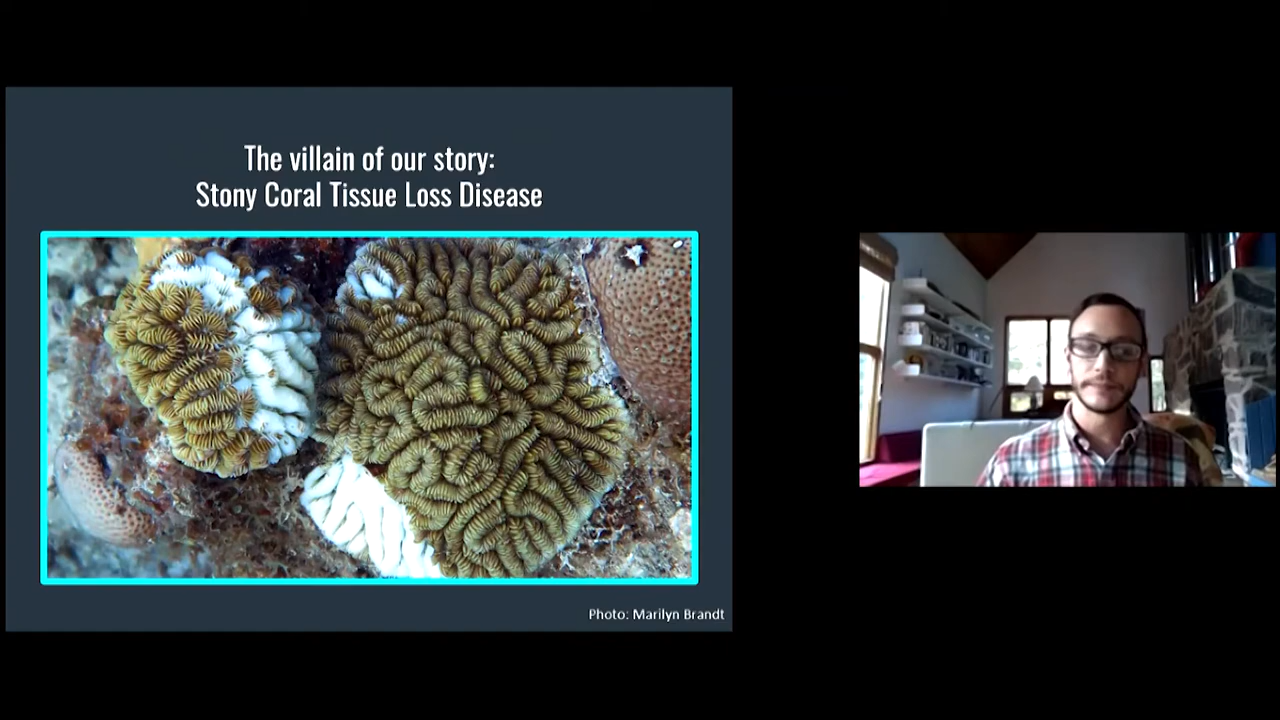 The villain of our story:
Stony Coral Tissue Loss Disease
Photo: Marilyn Brandt